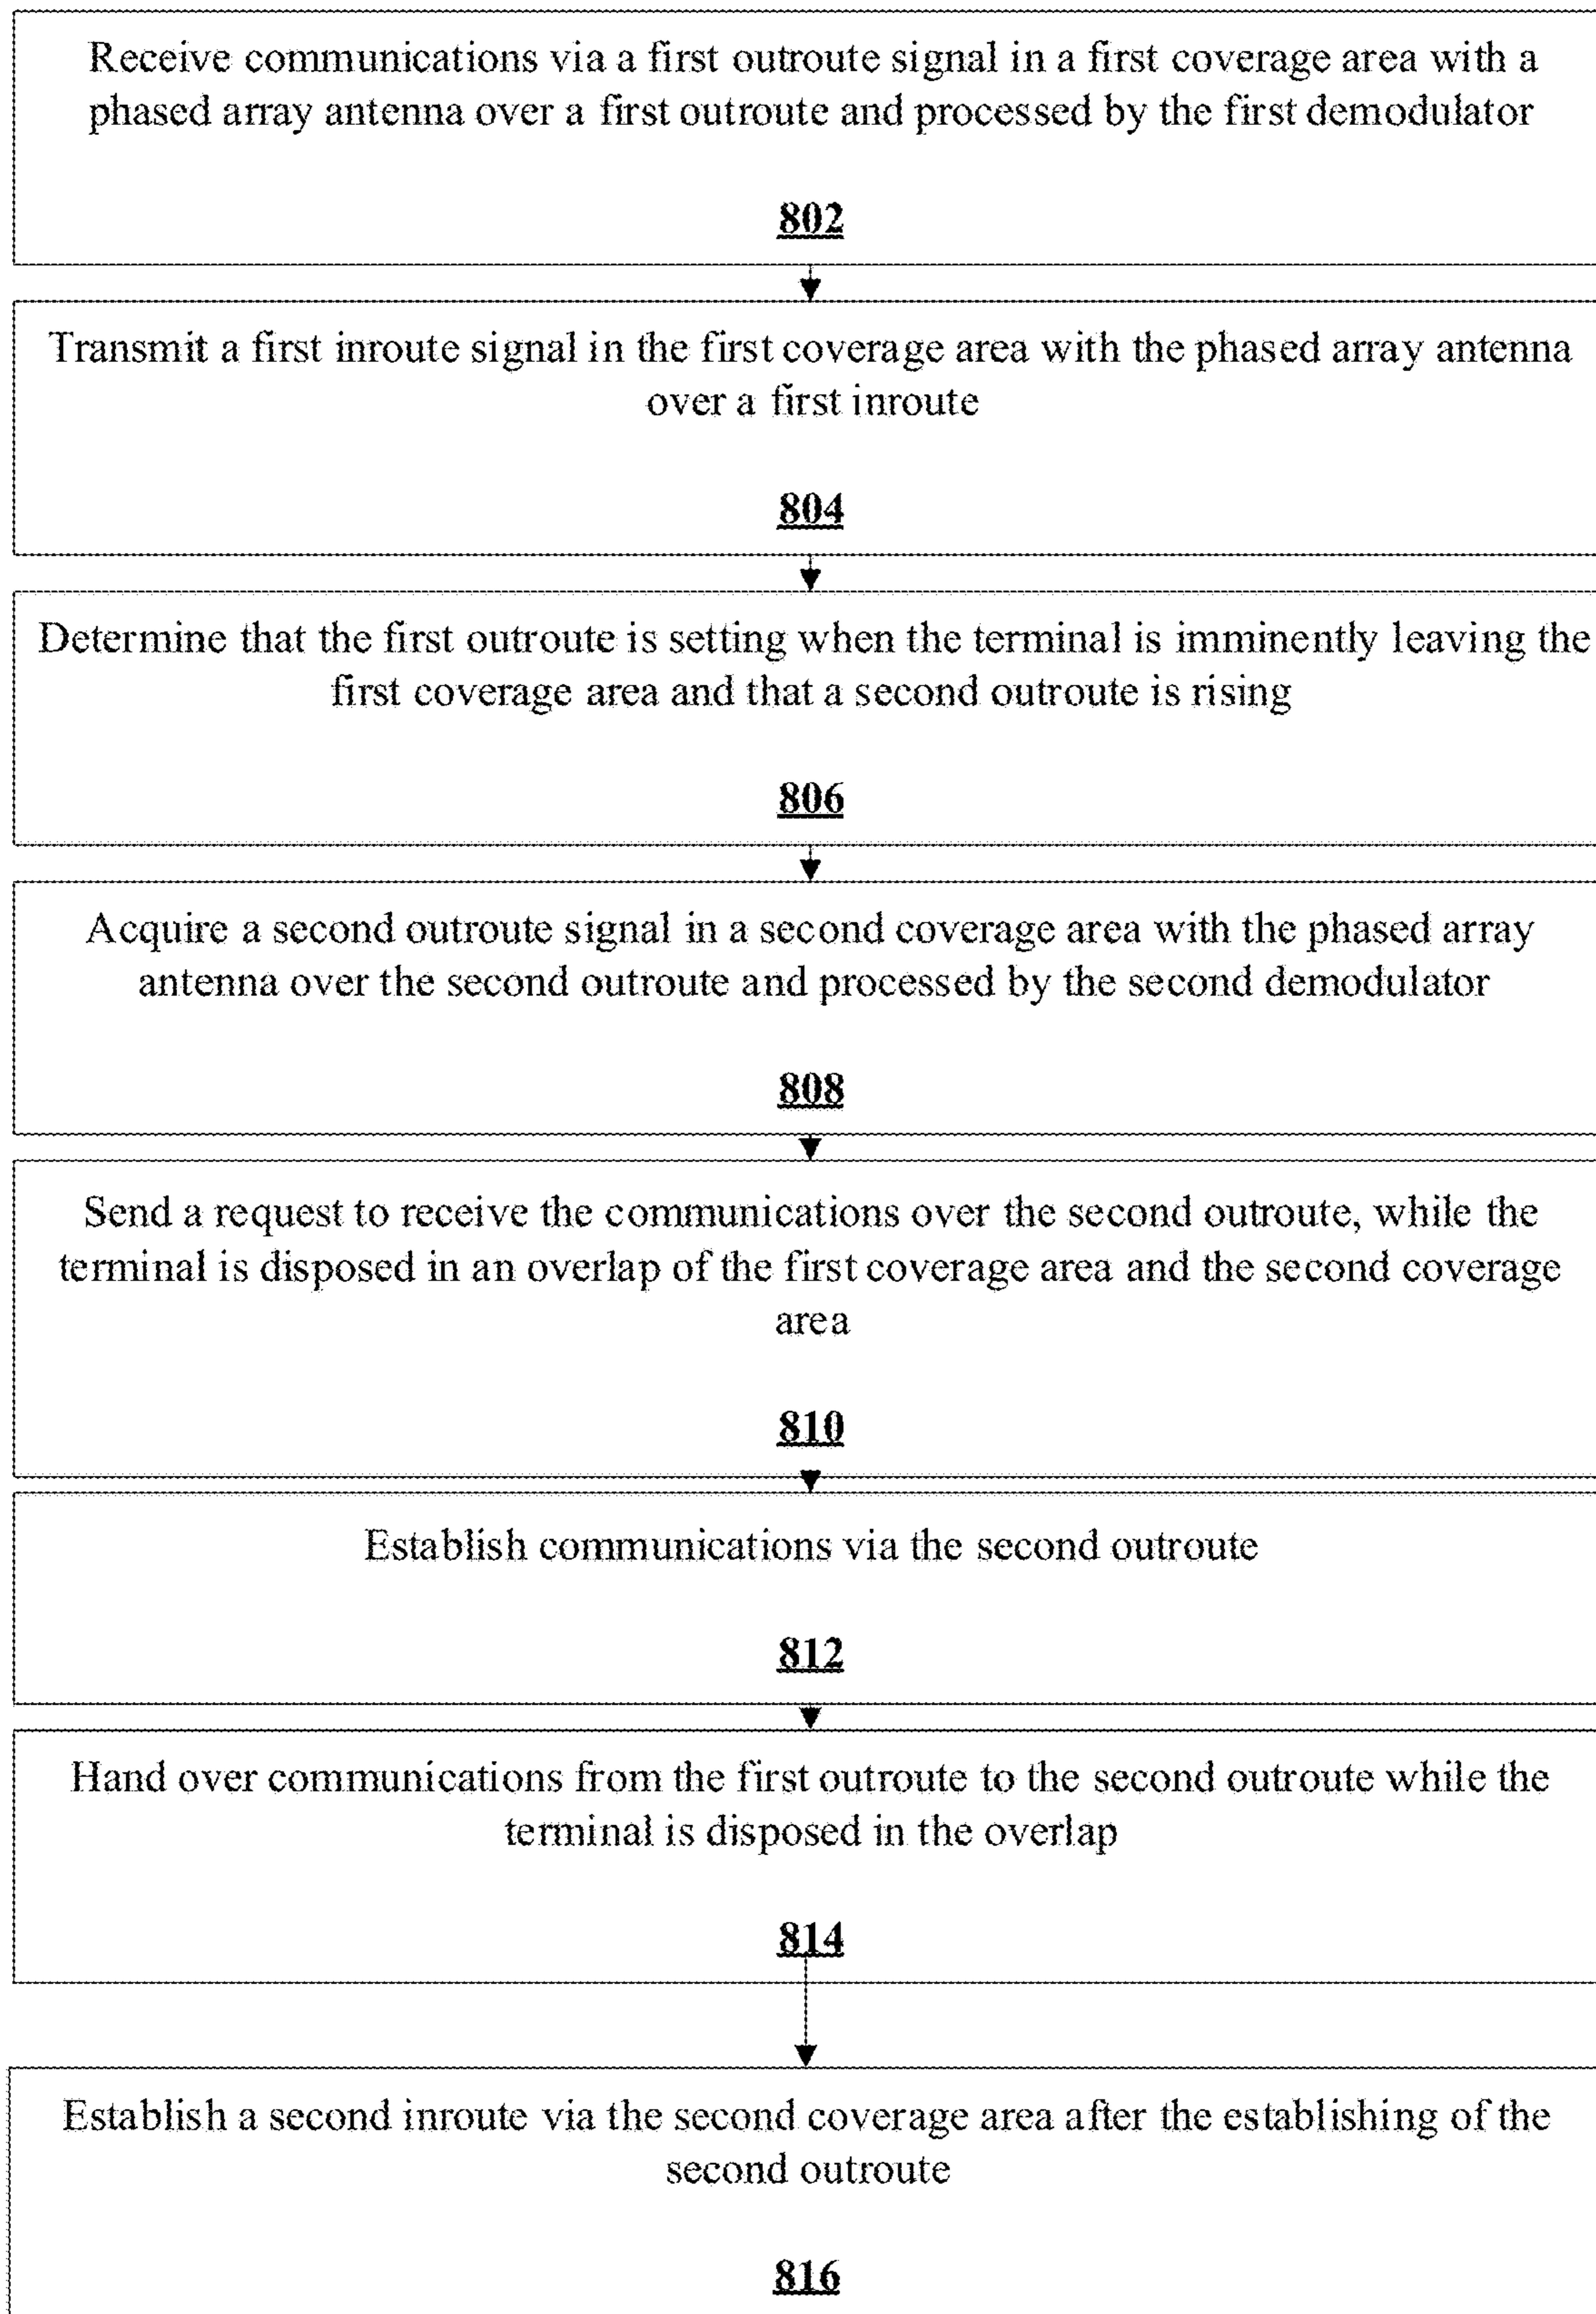 Receive communications via a first outroute signal in a first coverage area with a
phased array antenna over a first outroute and processed by the first demodulator
802
Transmit a first inroute signal in the first coverage area with the phased array antenna
over a first inroute
804
Determine that the first outroute is setting when the terminal is imminently leaving the
first coverage area and that a second outroute is rising
806
Acquire a second outroute signal in a second coverage area with the phased array
antenna over the second outroute and processed by the second demodulator
808
Send a request to receive the communications over the second outroute, while the
terminal is disposed in an overlap of the first coverage area and the second coverage
area
810
Establish communications via the second outroute
812
Hand over communications from the first outroute to the second outroute while the
terminal is disposed in the overlap
814
Establish a second inroute via the second coverage area after the establishing of the
second outroute
816